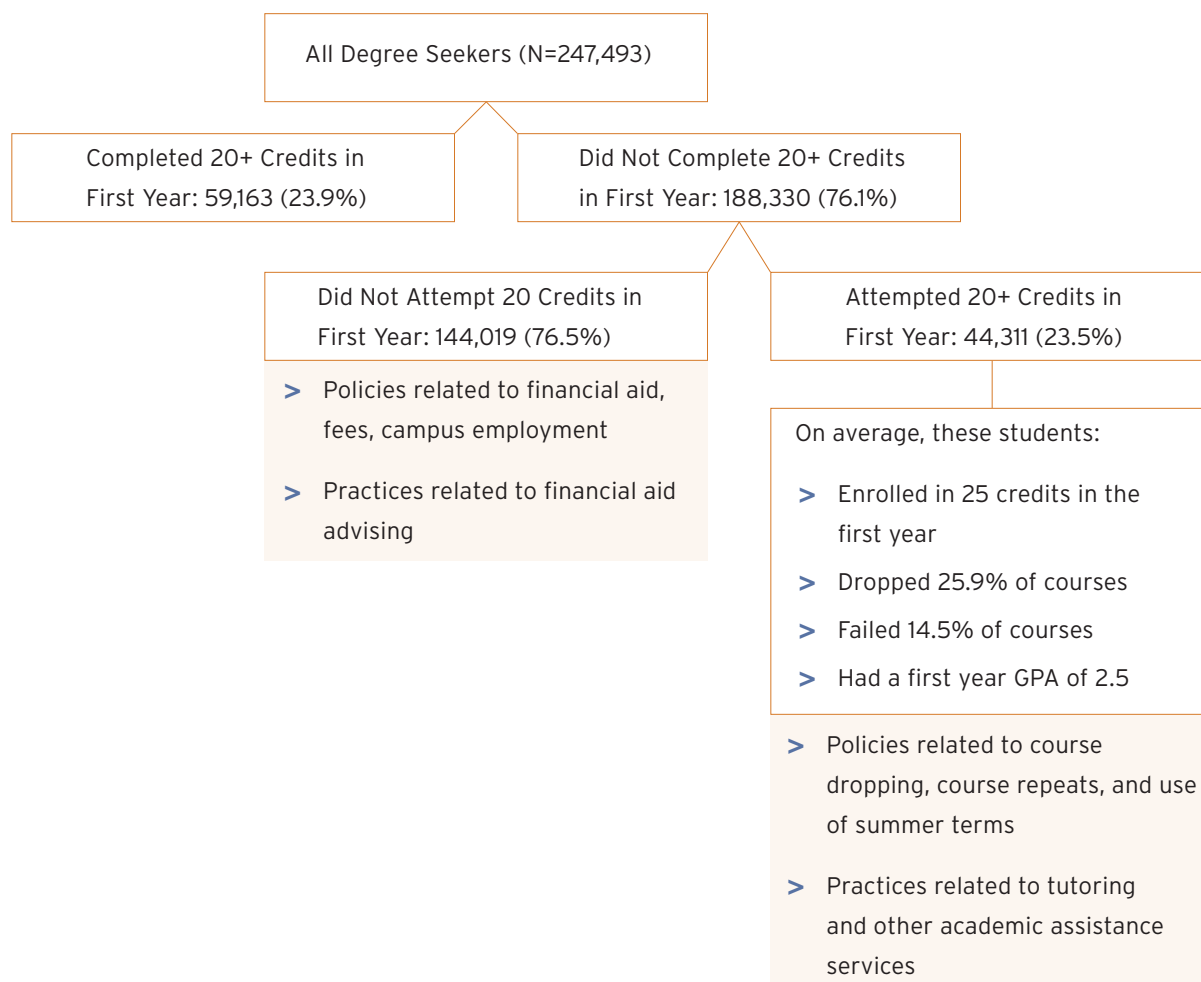 All Degree Seekers (N=247,493)
Completed 20+ Credits in
First Year: 59,163 (23.9%)
Did Not Complete 20+ Credits
in First Year: 188,330 (76.1%)
Did Not Attempt 20 Credits in
First Year: 144,019 (76.5%)
> Policies related to financial aid,
fees, campus employment
> Practices related to financial aid
advising
Attempted 20+ Credits in
First Year: 44,311 (23.5%)
On average, these students:
> Enrolled in 25 credits in the
first year
> Dropped 25.9% of courses
> Failed 14.5% of courses
> Had a first year GPA of 2.5
> Policies related to course
dropping, course repeats, and use
of summer terms
> Practices related to tutoring
and other academic assistance
services